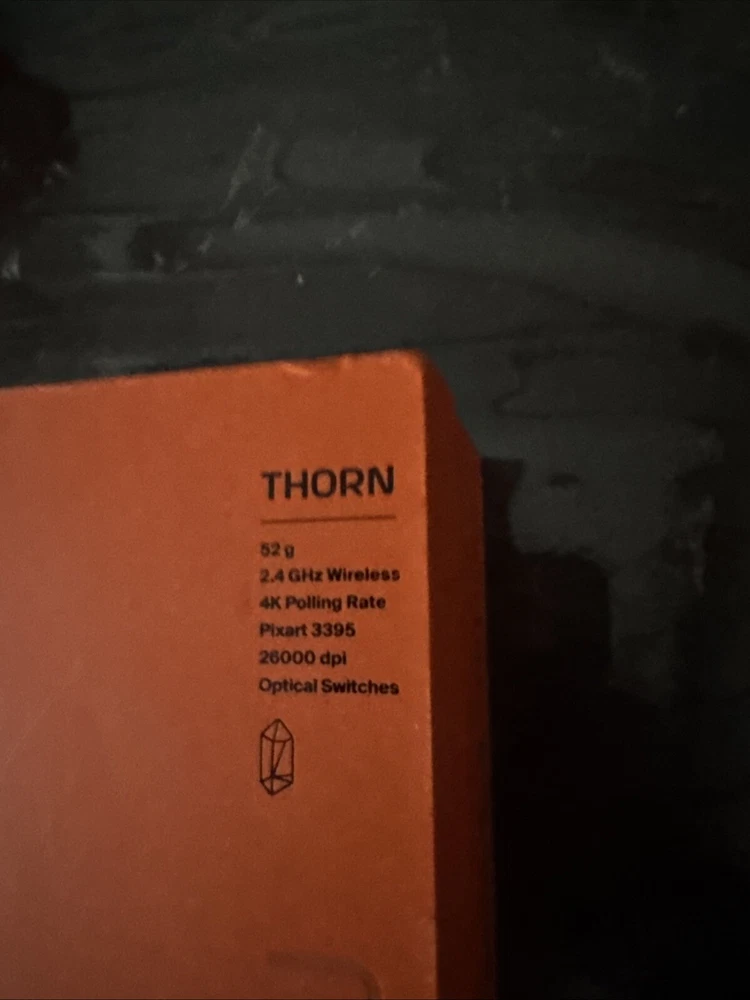 THORN
52 g
2.4 GHz Wireless
4K Polling Rate
Pixart 3395
26000 dpi
Optical Switches